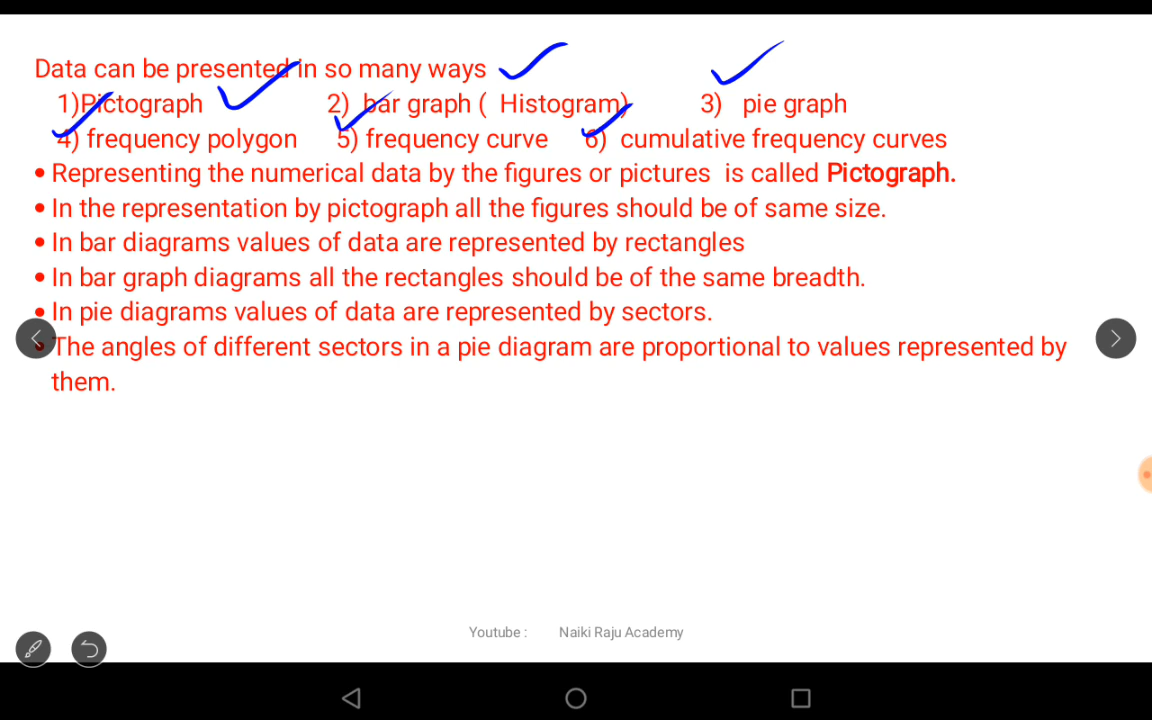 Data can be presented in so many ways
1)Pictograph 2) bar graph ( Histogram) 3) pie graph
4) frequency polygon 5) frequency curve 6) cumulative frequency curves
• Representing the numerical data by the figures or pictures is called Pictograph.
• In the representation by pictograph all the figures should be of same size.
• In bar diagrams values of data are represented by rectangles
• In bar graph diagrams all the rectangles should be of the same breadth.
• In pie diagrams values of data are represented by sectors.
• The angles of different sectors in a pie diagram are proportional to values represented by
them.
Youtube : Naiki Raju Academy